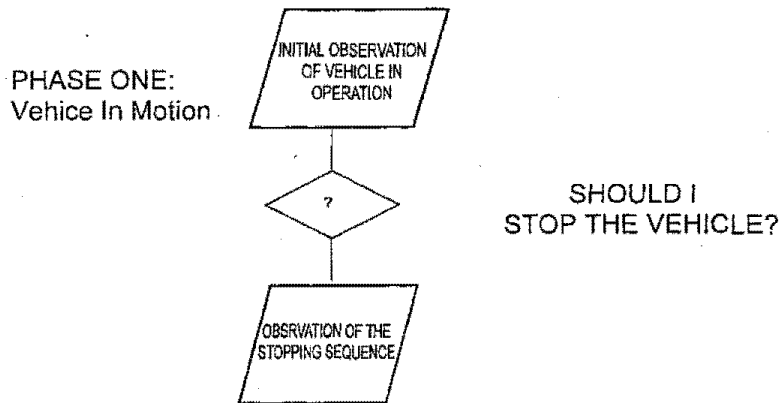 INITIAL OBSERVATION
OF VEHICLE IN
OPERATION
PHASE ONE:
Vehice In Motion
?
SHOULD I
STOP THE VEHICLE?
OBSRVATION OF THE
STOPPING SEQUENCE